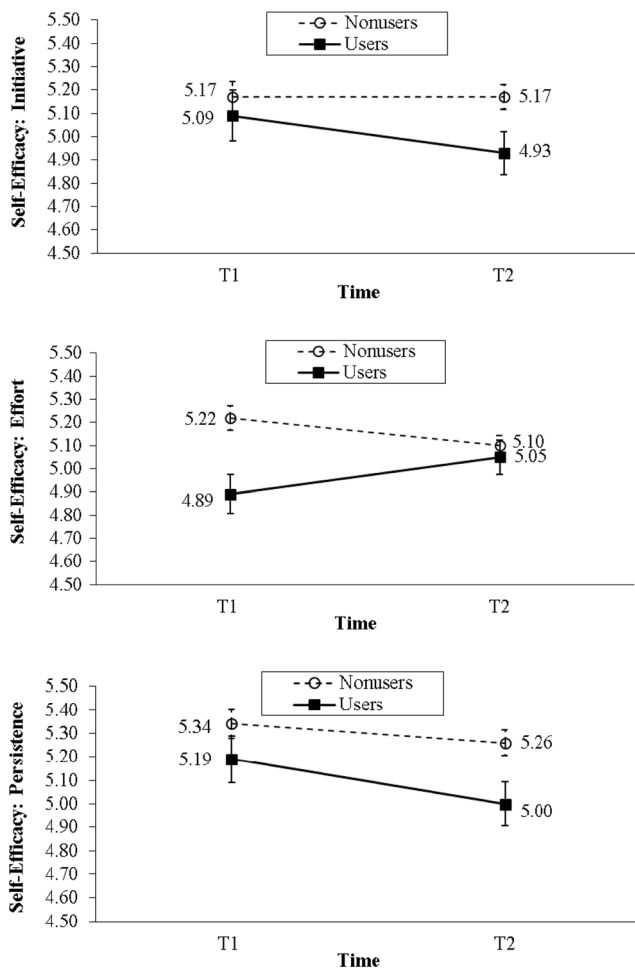 Self-Efficacy: Initiative
5.50
5.40
5.30
5.20
5.10
5.00
4.90
4.80
4.70
4.60
4.50
Nonusers
Users
5.17
5.09
5.17
4.93
T1
T2
Time
Self-Efficacy: Effort
5.50
5.40
5.30
5.20
5.10
5.00
4.90
4.80
4.70
4.60
4.50
Nonusers
Users
5.22
4.89
5.10
5.05
T1
T2
Time
Self-Efficacy: Persistence
5.50
5.40
5.30
5.20
5.10
5.00
4.90
4.80
4.70
4.60
4.50
Nonusers
Users
5.34
5.19
5.26
5.00
T1
T2
Time